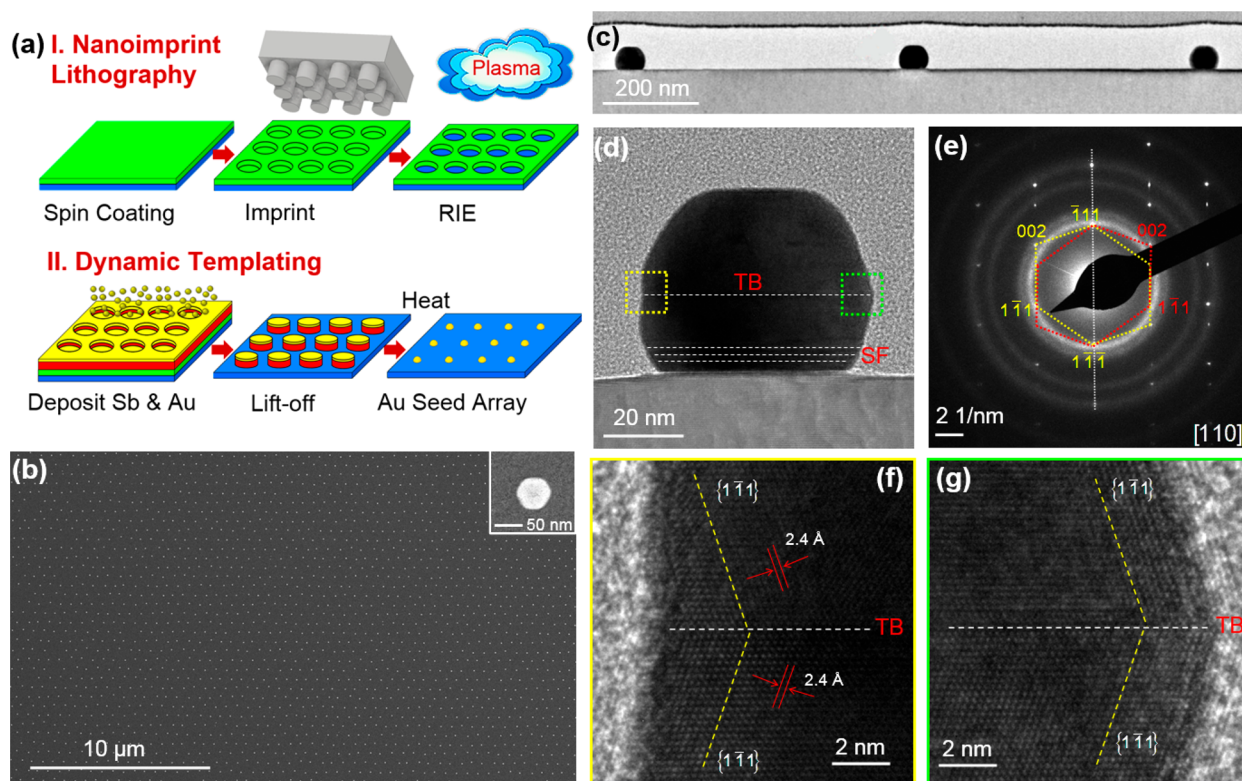 (a)
I. Nanoimprint
Lithography
Plasma
Spin Coating
Imprint
RIE
II. Dynamic Templating
Heat
Deposit Sb & Au
Lift-off
Au Seed Array
(b)
50 nm
10 µm
(c)
200 nm
(d)
TB
SF
20 nm
(e)
1̅11
002
002
11̅1
11̅1
11̅1̅
2 1/nm
[110]
(f)
{11̅1}
2.4 Å
TB
2.4 Å
{11̅1}
2 nm
(g)
{11̅1}
TB
{11̅1}
2 nm